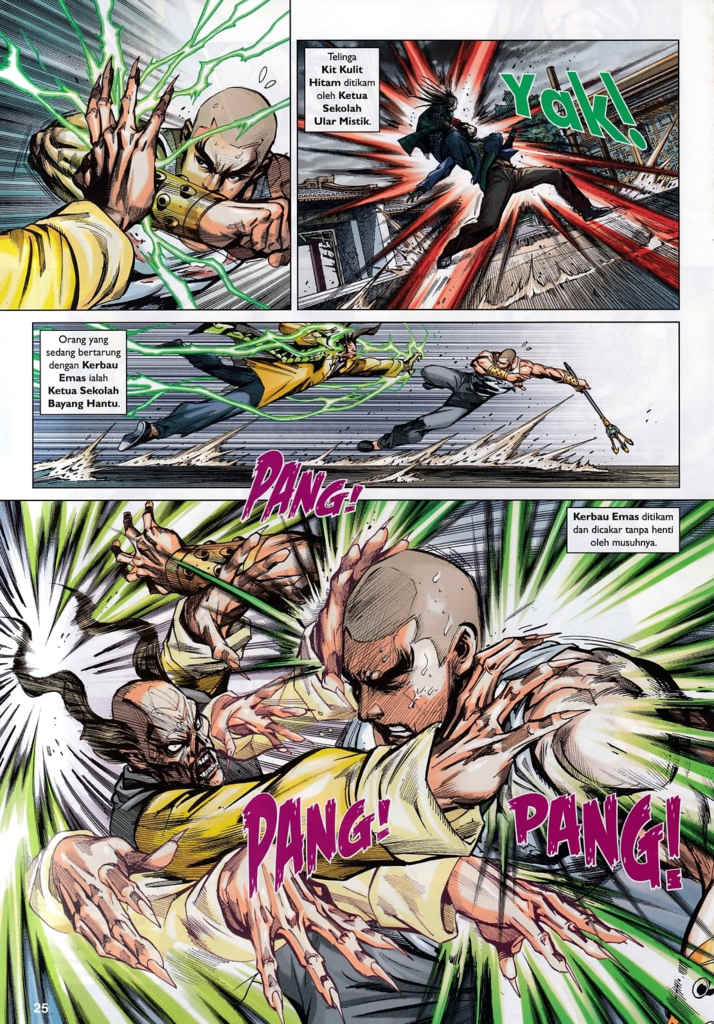 Telinga
Kit Kulit
Hitam ditikam
oleh Ketua
Sekolah
Ular Mistik.
Yak!
Orang yang
sedang bertarung
dengan Kerbau
Emas ialah
Ketua Sekolah
Bayang Hantu.
PANG!
Kerbau Emas ditikam
dan dicakar tanpa henti
oleh musuhnya.
PANG!
PANG!
25